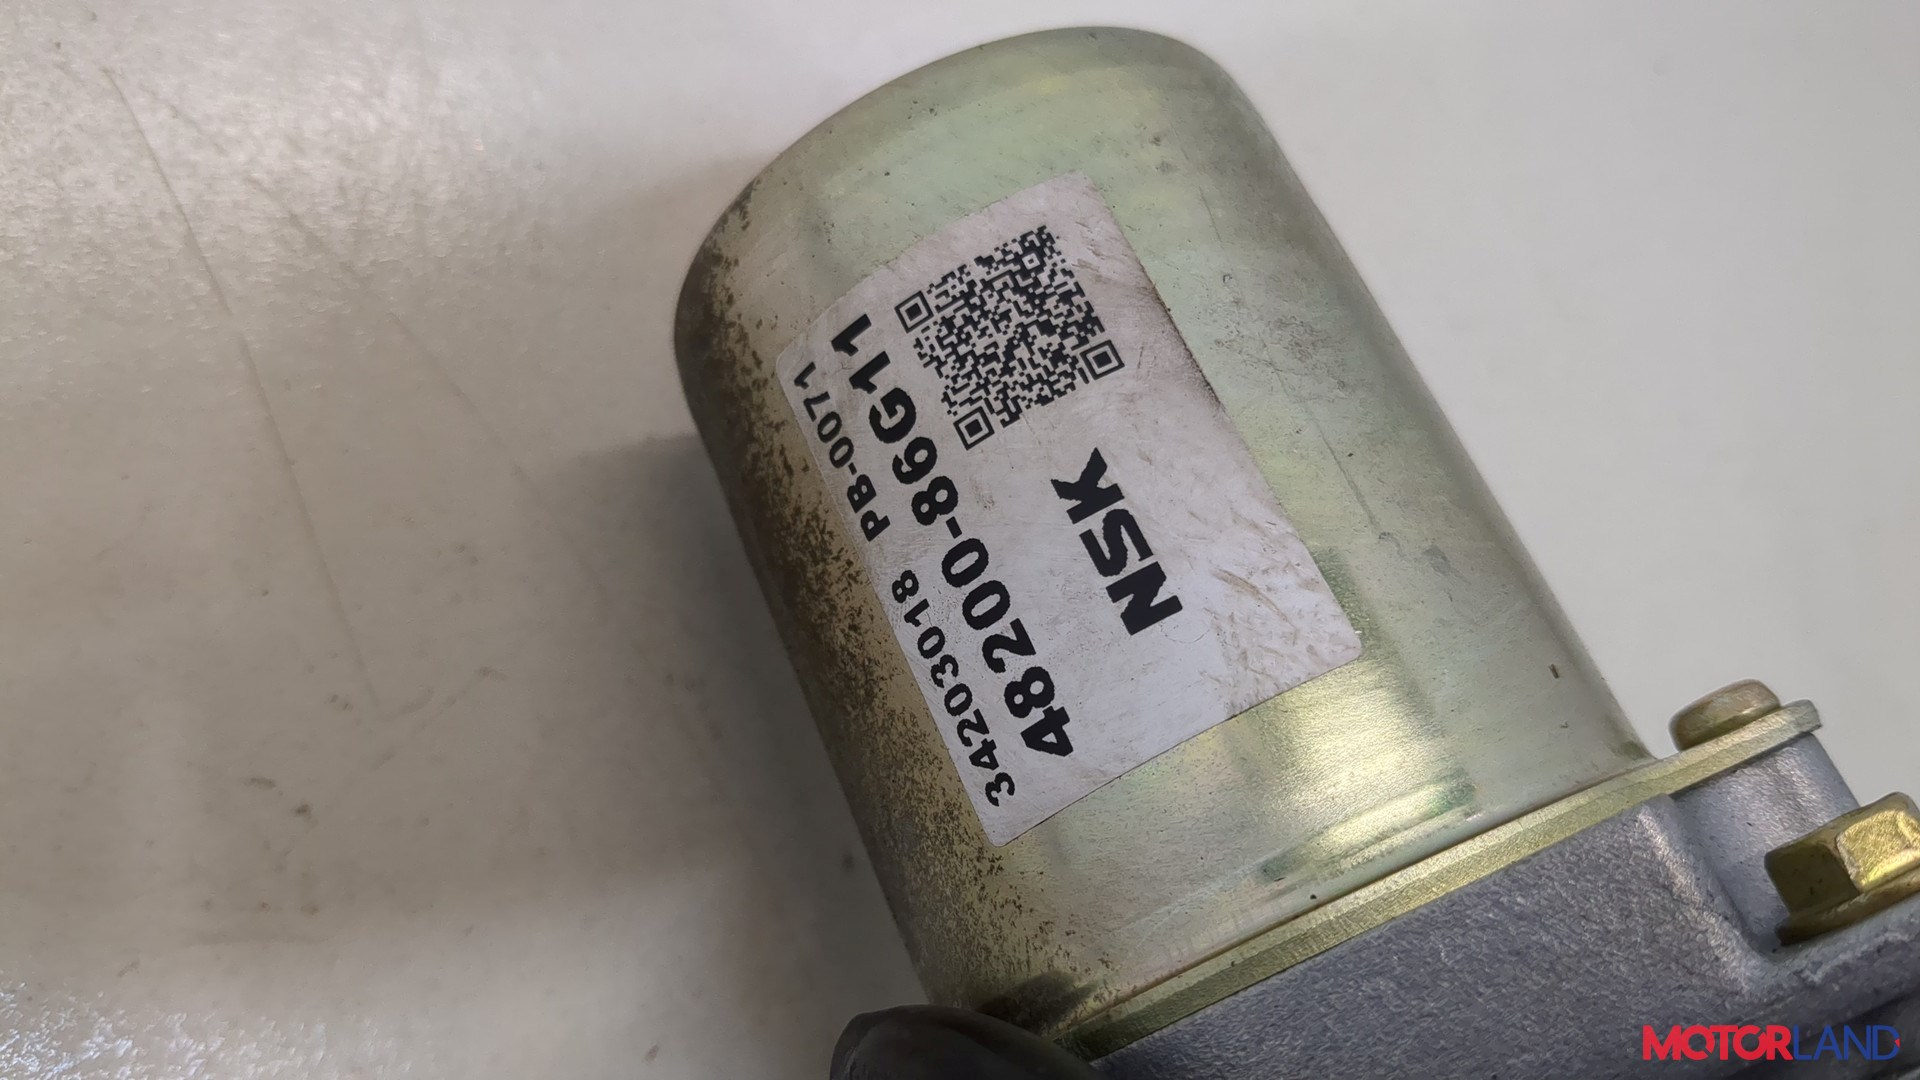 34203018 PB-0071
48200-86G11
NSK
MOTORLAND